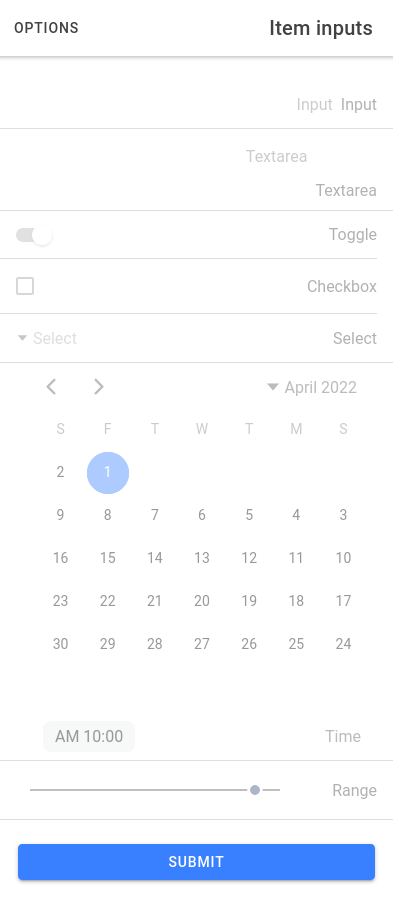 OPTIONS Item inputs
Input Input
Textarea
Textarea
Toggle
Checkbox
Select Select
April 2022
S F T W T M S
2 1
9 8 7 6 5 4 3
16 15 14 13 12 11 10
23 22 21 20 19 18 17
30 29 28 27 26 25 24
AM 10:00 Time
Range
SUBMIT